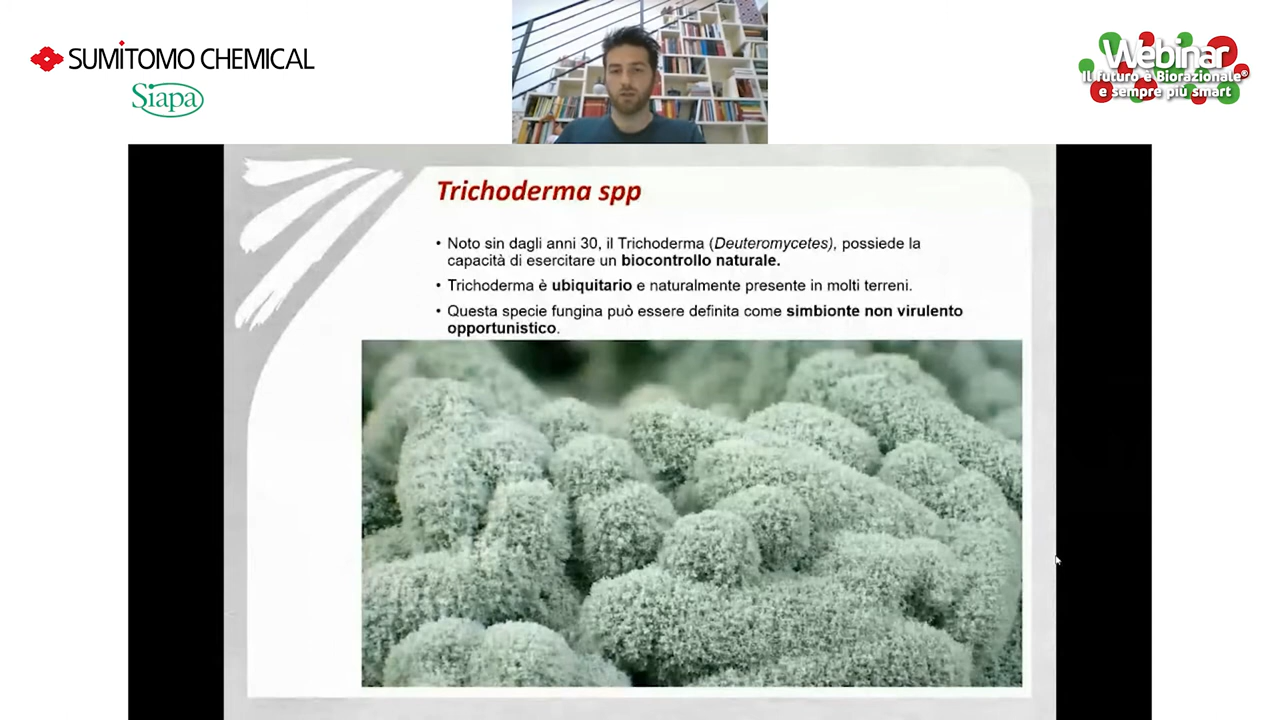 SUMITOMO CHEMICAL
Siapa
Webinar
Il futuro è Biorazionale®
e sempre più smart
Trichoderma spp
• Noto sin dagli anni 30, il Trichoderma (Deuteromycetes), possiede la
capacità di esercitare un biocontrollo naturale.
• Trichoderma è ubiquitario e naturalmente presente in molti terreni.
• Questa specie fungina può essere definita come simbionte non virulento
opportunistico.